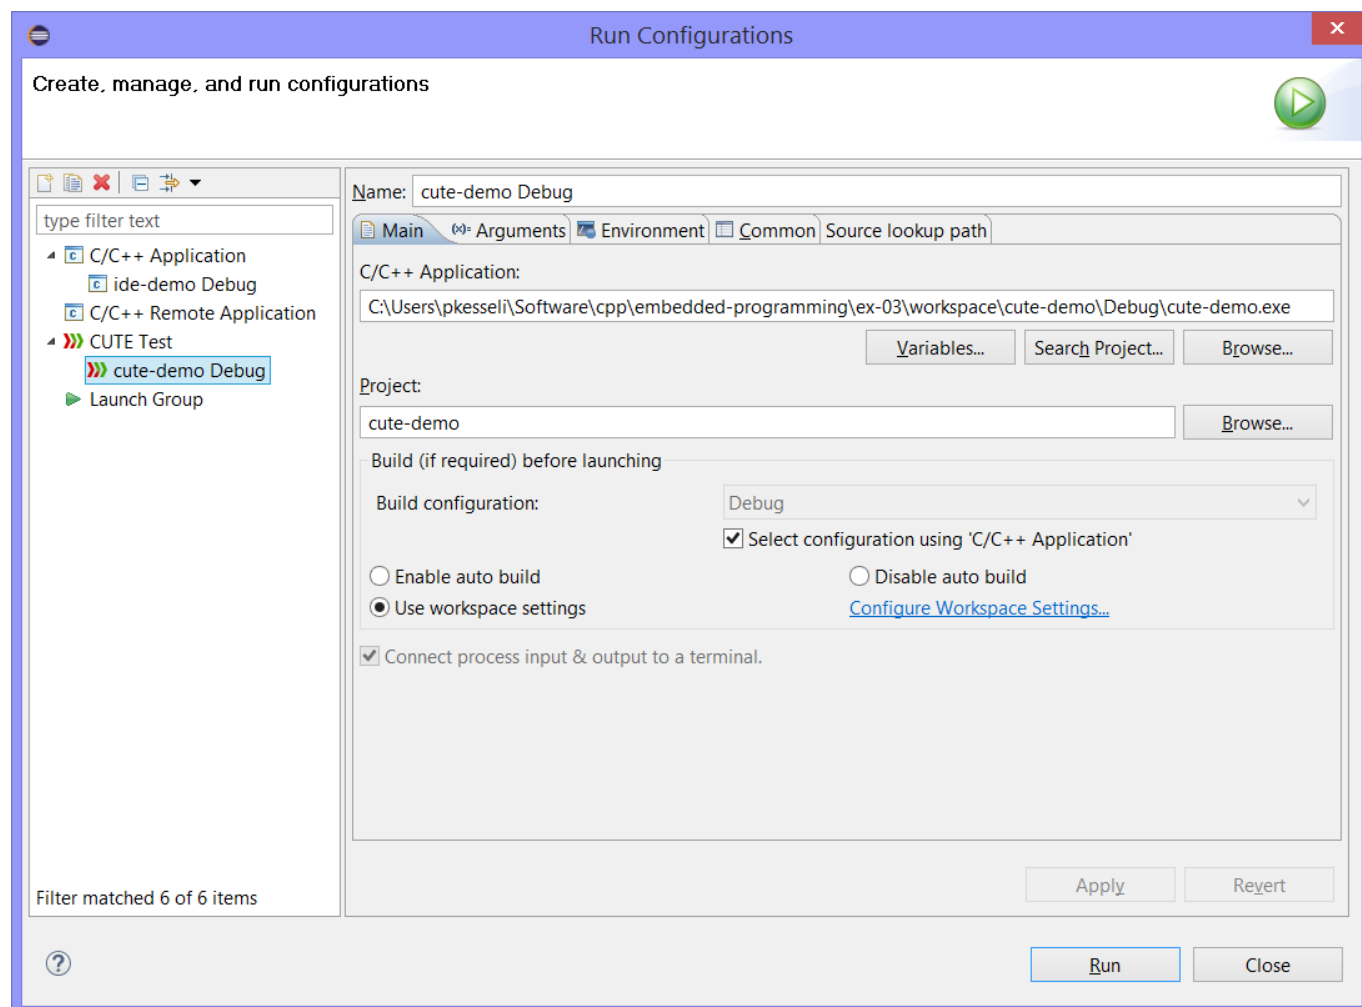 Run Configurations
Create, manage, and run configurations
type filter text
C/C++ Application
ide-demo Debug
C/C++ Remote Application
CUTE Test
cute-demo Debug
Launch Group
Filter matched 6 of 6 items
Name: cute-demo Debug
Main (x)= Arguments Environment Common Source lookup path
C/C++ Application:
C:\Users\pkesseli\Software\cpp\embedded-programming\ex-03\workspace\cute-demo\Debug\cute-demo.exe
Variables... Search Project... Browse...
Project:
cute-demo Browse...
Build (if required) before launching
Build configuration: Debug
Select configuration using 'C/C++ Application'
Enable auto build Disable auto build
Use workspace settings Configure Workspace Settings...
Connect process input & output to a terminal.
Apply Revert
Run Close